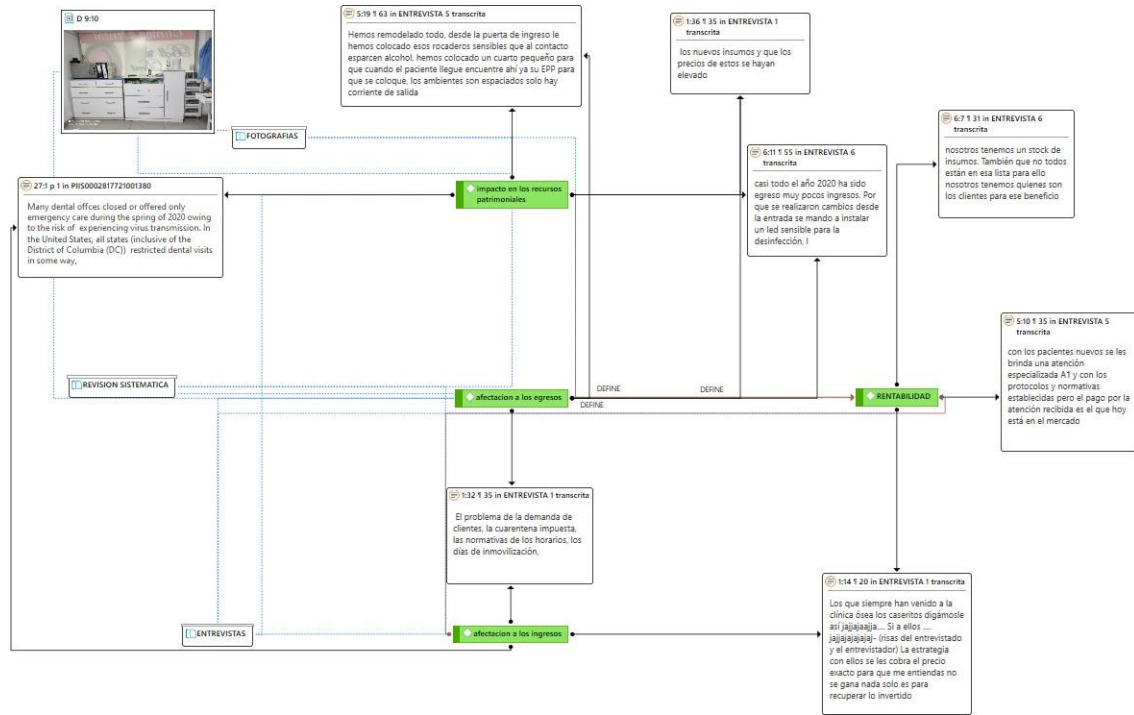 D 9:10
5:19 ¶ 63 in ENTREVISTA 5
transcrita
Hemos remodelado todo, desde la puerta de ingreso le
hemos colocado esos rocaderos sensibles que al contacto
esparcen alcohol, hemos colocado un cuarto pequeño para
que cuando el paciente llegue encuentre ahí ya su EPP para
que se coloque, los ambientes son espaciados solo hay
corriente de salida
1:36 ¶ 35 in ENTREVISTA 1
transcrita
los nuevos insumos y que los
precios de estos se hayan
elevado
FOTOGRAFIAS
6:7 ¶ 31 in ENTREVISTA 6
transcrita
nosotros tenemos un stock de
insumos. También que no todos
están en esa lista para ello
nosotros tenemos quienes son
los clientes para ese beneficio
6:11 ¶ 55 in ENTREVISTA 6
transcrita
casi todo el año 2020 ha sido
egreso muy pocos ingresos. Por
que se realizaron cambios desde
la entrada se mando a instalar
un led sensible para la
desinfección, l
27:1 p 1 in PIIS0002817721001380
Many dental offces closed or offered only
emergency care during the spring of 2020 owing
to the risk of experiencing virus transmission. In
the United States, all states (inclusive of the
District of Columbia (DC)) restricted dental visits
in some way,
impacto en los recursos
patrimoniales
5:10 ¶ 35 in ENTREVISTA 5
transcrita
con los pacientes nuevos se les
brinda una atención
especializada A1 y con los
protocolos y normativas
establecidas pero el pago por la
atención recibida es el que hoy
está en el mercado
REVISION SISTEMATICA
afectacion a los egresos
DEFINE
DEFINE
DEFINE
RENTABILIDAD
1:32 ¶ 35 in ENTREVISTA 1 transcrita
El problema de la demanda de
clientes, la cuarentena impuesta,
las normativas de los horarios, los
días de inmovilización,
ENTREVISTAS
afectacion a los ingresos
1:14 ¶ 20 in ENTREVISTA 1 transcrita
Los que siempre han venido a la
clínica ósea los caseritos digámosle
así jajjajaajja.... Si a ellos ....
jajjajajajajaj- (risas del entrevistado
y el entrevistador) La estrategia
con ellos se les cobra el precio
exacto para que me entiendas no
se gana nada solo es para
recuperar lo invertido